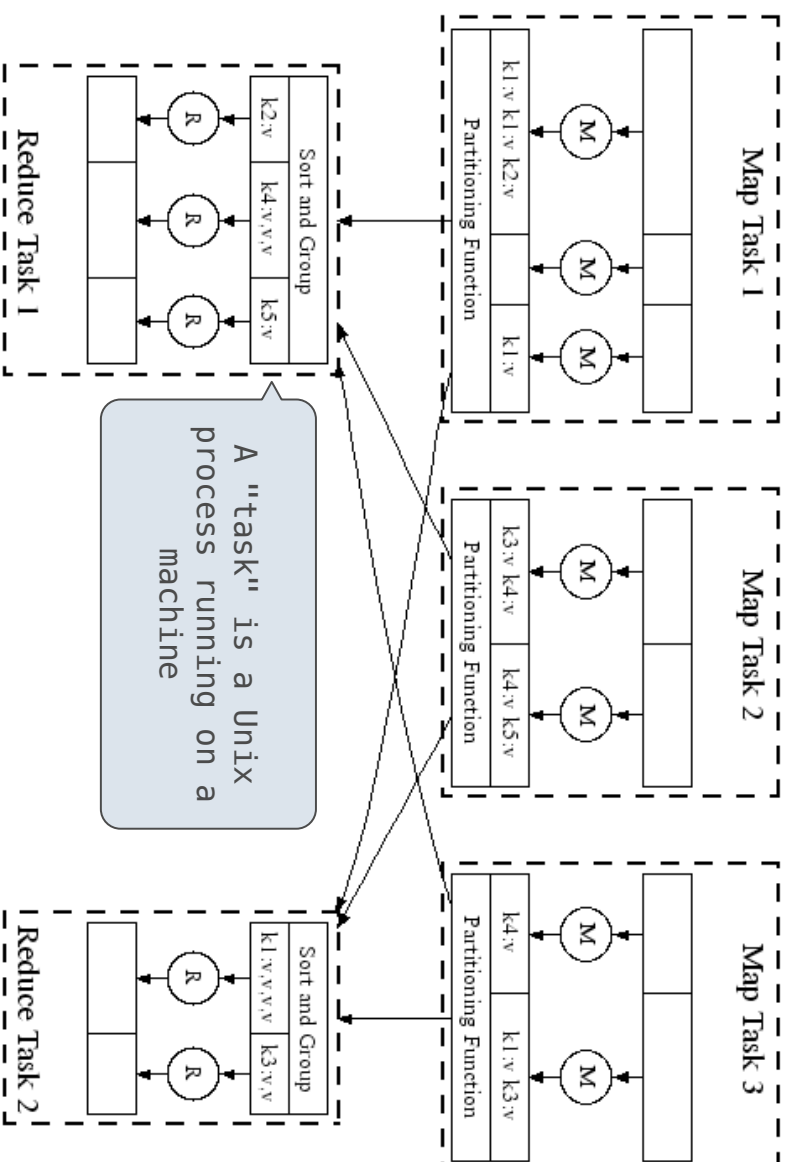 Map Task 1
Map Task 2
Map Task 3
M
M
M
M
M
M
M
k1:v k1:v k2:v
k1:v
k3:v k4:v
k4:v k5:v
k4:v
k1:v k3:v
Partitioning Function
Partitioning Function
Partitioning Function
Sort and Group
Sort and Group
k2:v
k4:v,v,v
k5:v
k1:v,v,v,v
k3:v,v
R
R
R
R
R
Reduce Task 1
Reduce Task 2
A "task" is a Unix
process running on a
machine